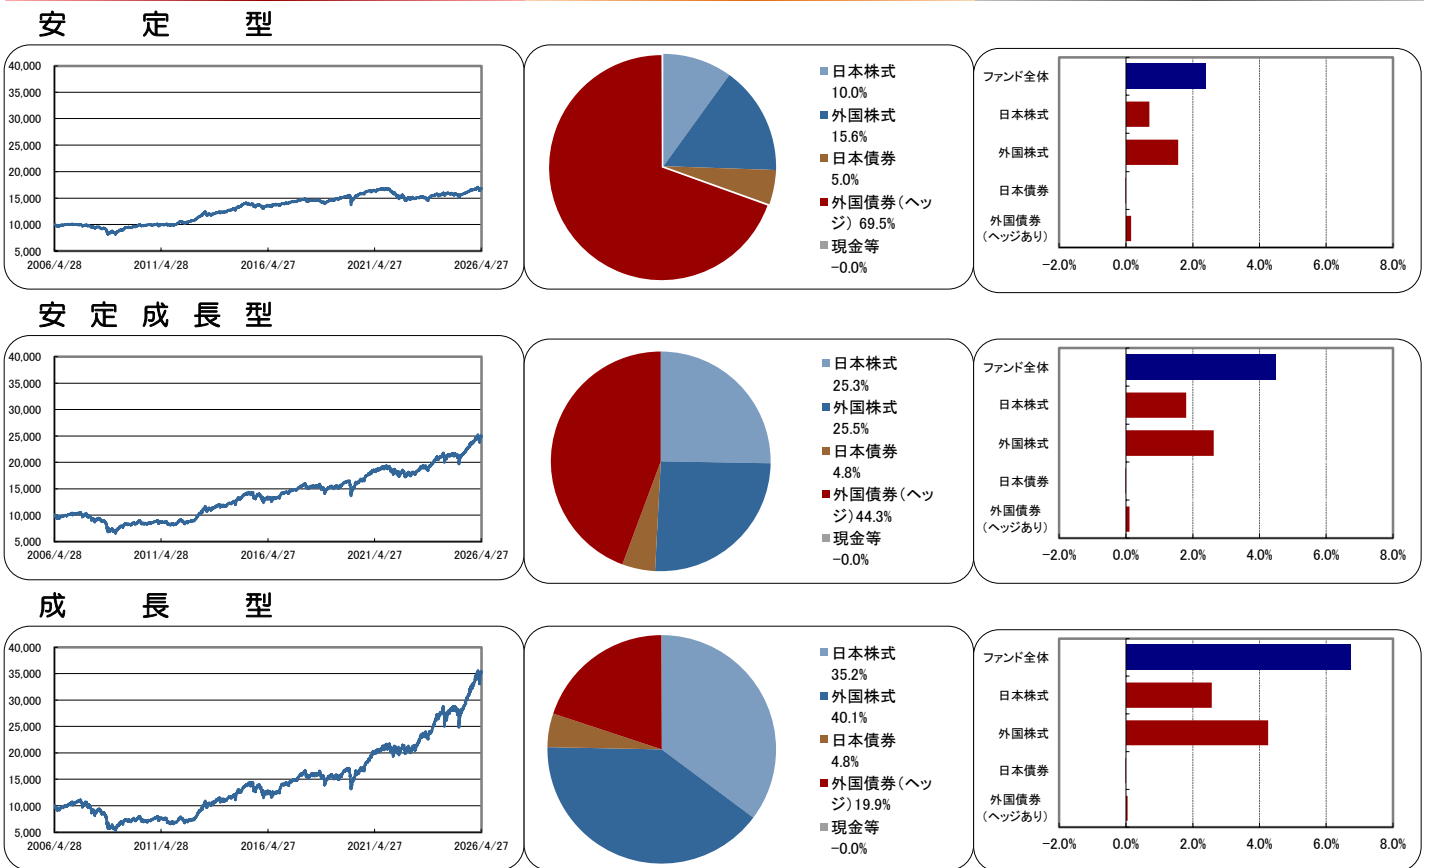 安定型
40,000
35,000
30,000
25,000
20,000
15,000
10,000
5,000
2006/4/28 2011/4/28 2016/4/27 2021/4/27 2026/4/27
日本株式
10.0%
外国株式
15.6%
日本債券
5.0%
外国債券(ヘッ
ジ) 69.5%
現金等
-0.0%
ファンド全体
日本株式
外国株式
日本債券
外国債券
(ヘッジあり)
-2.0% 0.0% 2.0% 4.0% 6.0% 8.0%
安定成長型
40,000
35,000
30,000
25,000
20,000
15,000
10,000
5,000
2006/4/28 2011/4/28 2016/4/27 2021/4/27 2026/4/27
日本株式
25.3%
外国株式
25.5%
日本債券
4.8%
外国債券(ヘッ
ジ)44.3%
現金等
-0.0%
ファンド全体
日本株式
外国株式
日本債券
外国債券
(ヘッジあり)
-2.0% 0.0% 2.0% 4.0% 6.0% 8.0%
成長型
40,000
35,000
30,000
25,000
20,000
15,000
10,000
5,000
2006/4/28 2011/4/28 2016/4/27 2021/4/27 2026/4/27
日本株式
35.2%
外国株式
40.1%
日本債券
4.8%
外国債券(ヘッ
ジ)19.9%
現金等
-0.0%
ファンド全体
日本株式
外国株式
日本債券
外国債券
(ヘッジあり)
-2.0% 0.0% 2.0% 4.0% 6.0% 8.0%